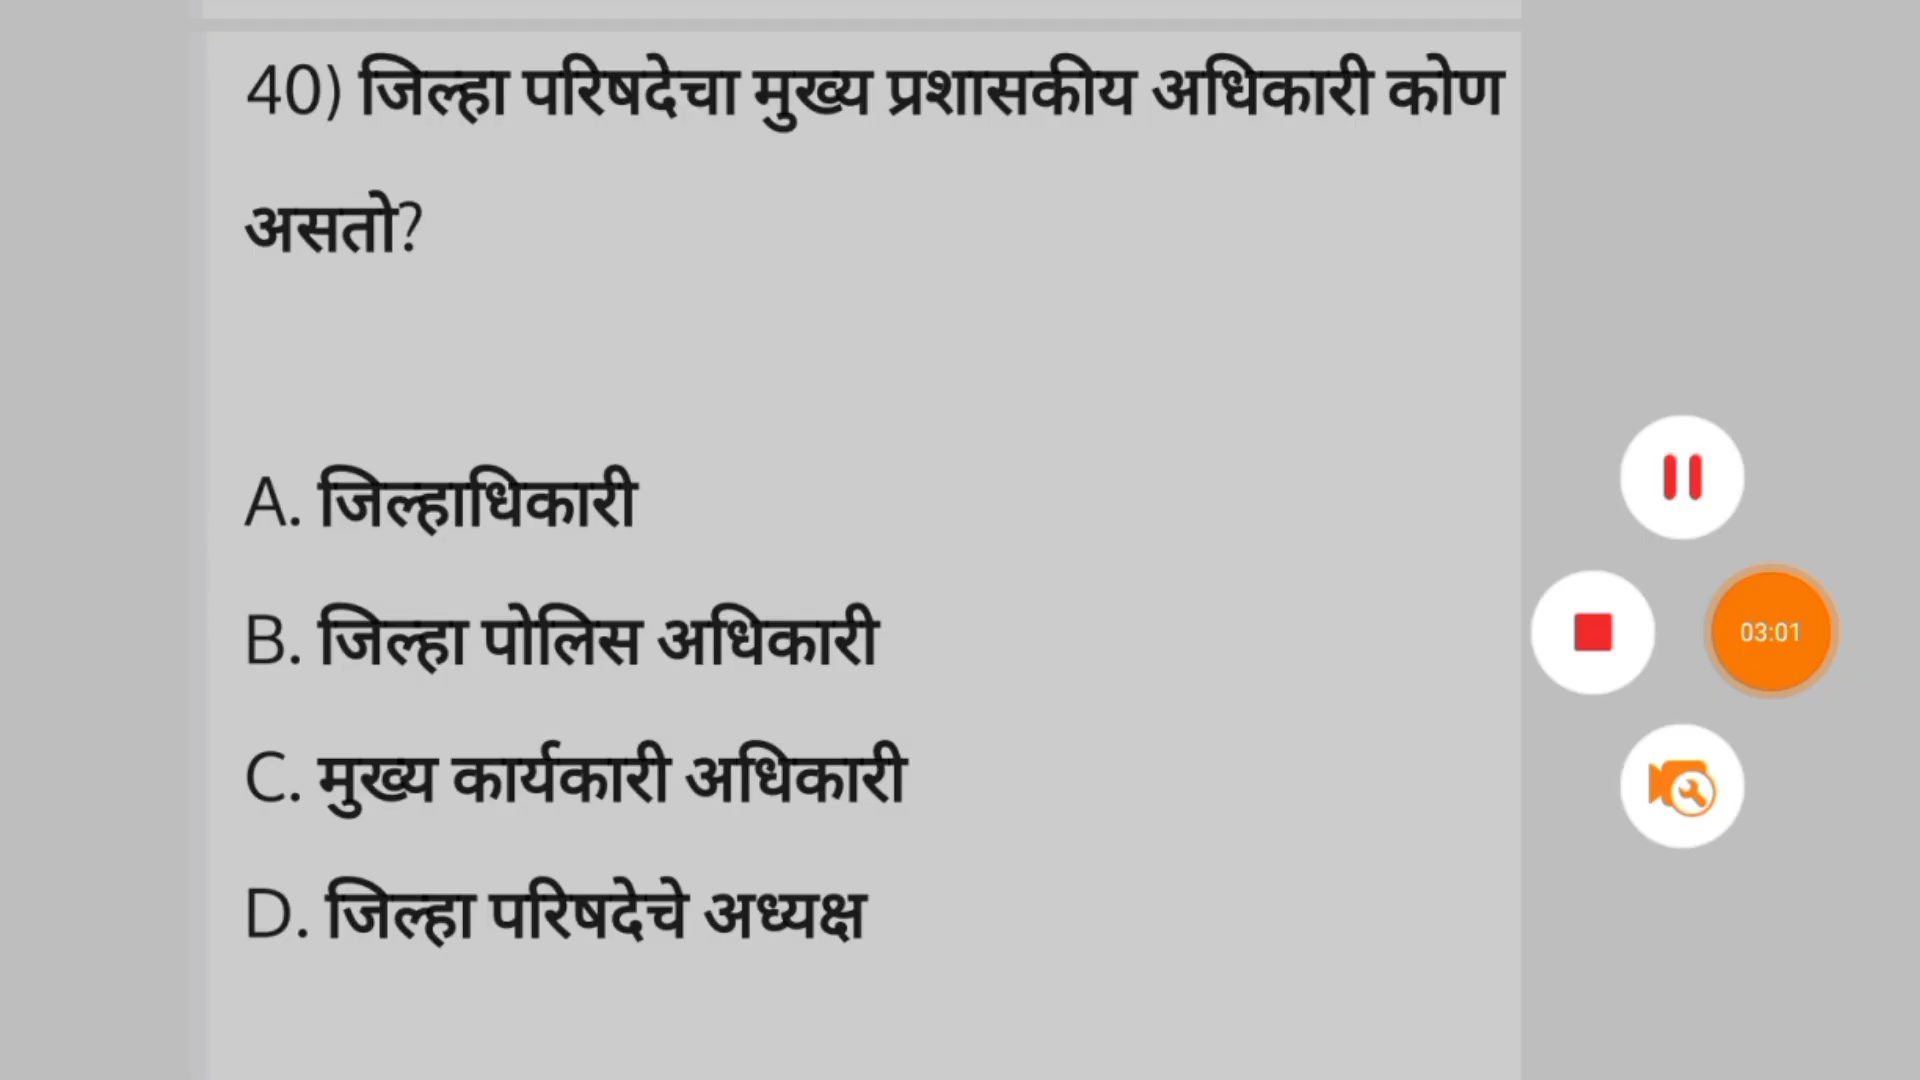 40) जिल्हा परिषदेचा मुख्य प्रशासकीय अधिकारी कोण
असतो?
A. जिल्हाधिकारी
B. जिल्हा पोलिस अधिकारी
C. मुख्य कार्यकारी अधिकारी
D. जिल्हा परिषदेचे अध्यक्ष
03:01